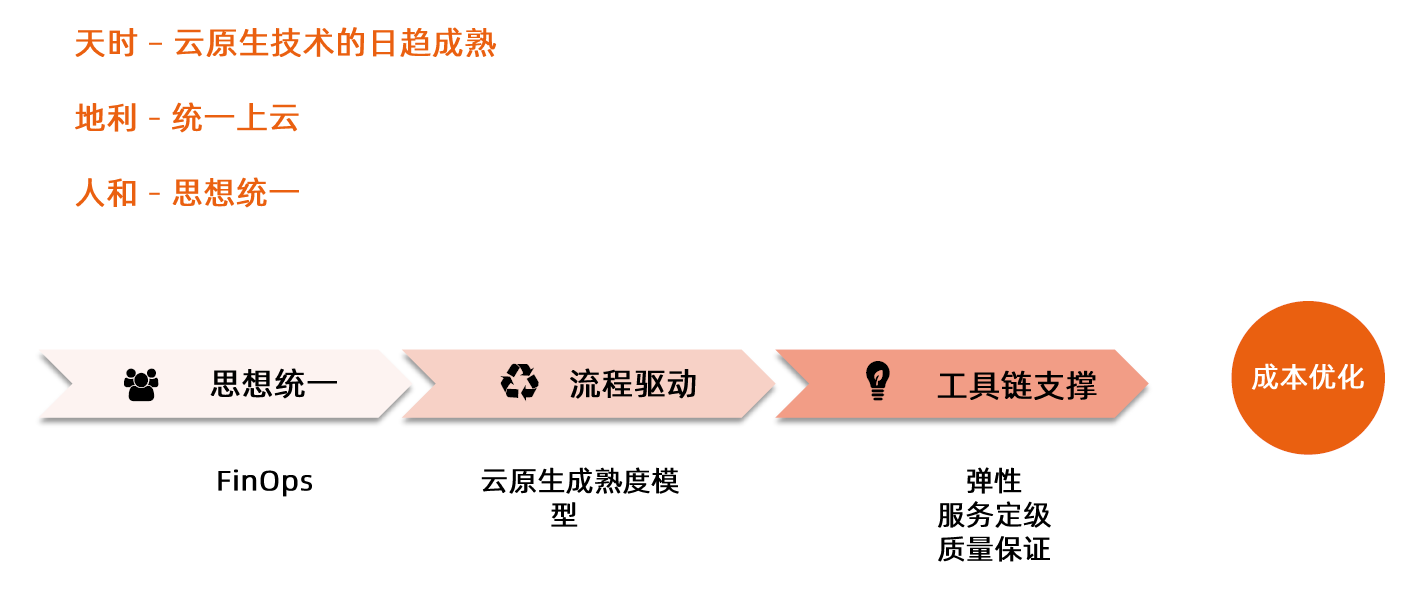 天时 – 云原生技术的日趋成熟
地利 – 统一上云
人和 – 思想统一
思想统一
流程驱动
工具链支撑
成本优化
FinOps
云原生成熟度模
型
弹性
服务定级
质量保证